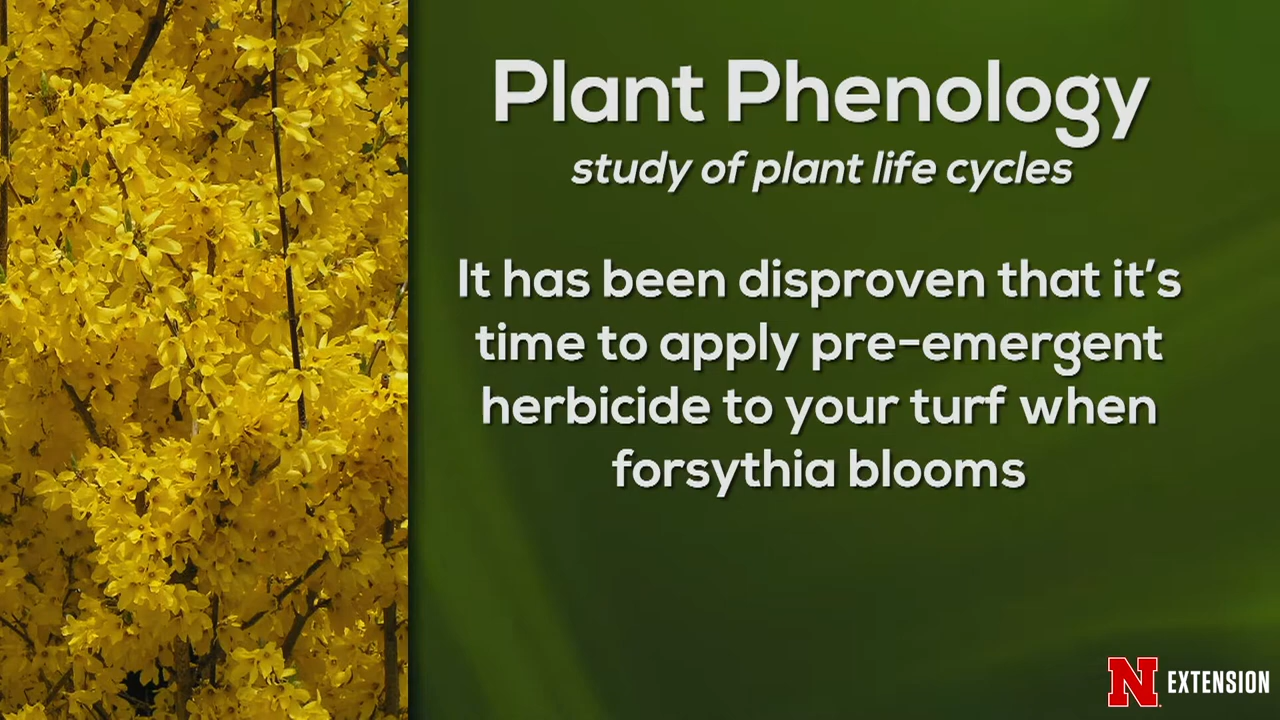 Plant Phenology
study of plant life cycles
It has been disproven that it's
time to apply pre-emergent
herbicide to your turf when
forsythia blooms
N EXTENSION